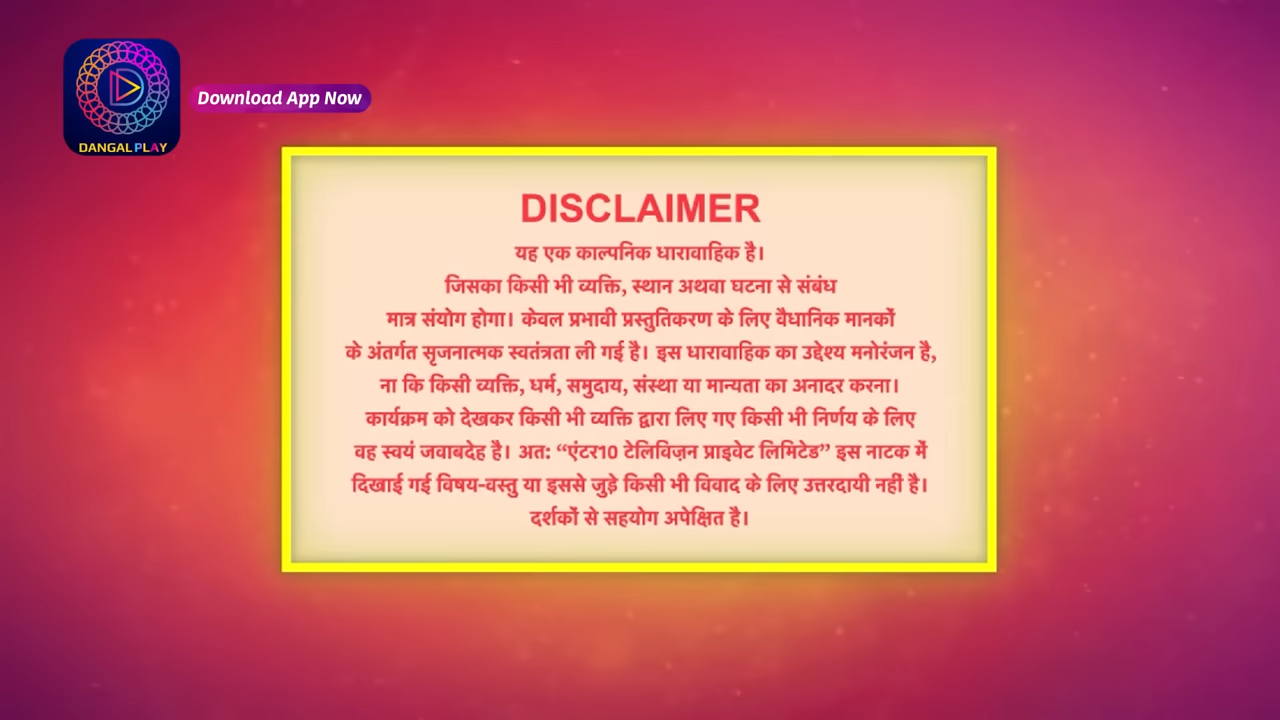 Download App Now
DANGAL PLAY
DISCLAIMER
यह एक काल्पनिक धारावाहिक है।
जिसका किसी भी व्यक्ति, स्थान अथवा घटना से संबंध
मात्र संयोग होगा। केवल प्रभावी प्रस्तुतिकरण के लिए वैधानिक मानकों
के अंतर्गत सृजनात्मक स्वतंत्रता ली गई है। इस धारावाहिक का उद्देश्य मनोरंजन है,
ना कि किसी व्यक्ति, धर्म, समुदाय, संस्था या मान्यता का अनादर करना।
कार्यक्रम को देखकर किसी भी व्यक्ति द्वारा लिए गए किसी भी निर्णय के लिए
वह स्वयं जवाबदेह है। अत: “एंटर10 टेलिविज़न प्राइवेट लिमिटेड” इस नाटक में
दिखाई गई विषय-वस्तु या इससे जुड़े किसी भी विवाद के लिए उत्तरदायी नहीं है।
दर्शकों से सहयोग अपेक्षित है।